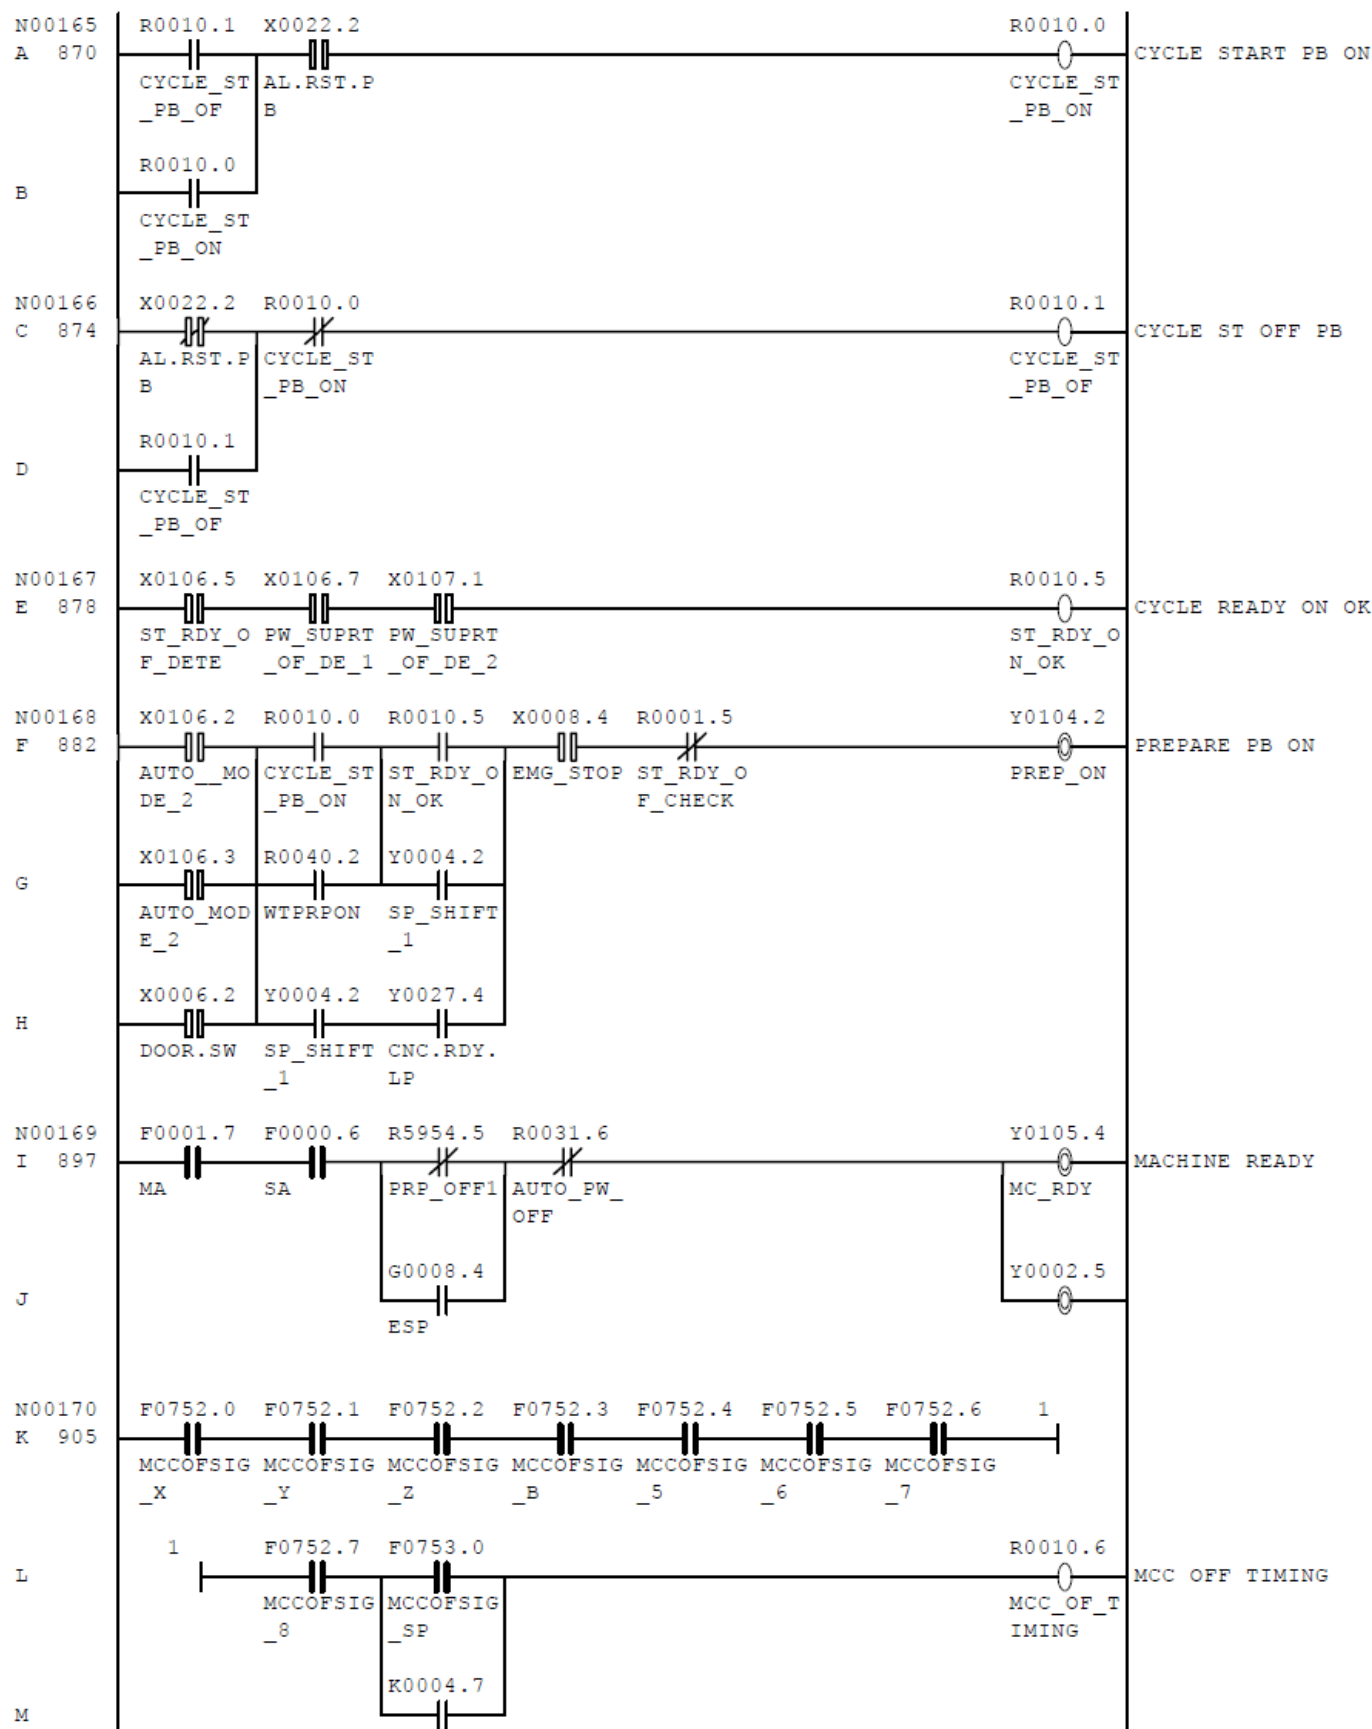 N00165 R0010.1 X0022.2 R0010.0
A 870 CYCLE START PB ON
CYCLE_ST AL.RST.P CYCLE_ST
_PB_OF B _PB_ON
R0010.0
B
CYCLE_ST
_PB_ON
N00166 X0022.2 R0010.0 R0010.1
C 874 CYCLE ST OFF PB
AL.RST.P CYCLE_ST CYCLE_ST
B _PB_ON _PB_OF
R0010.1
D
CYCLE_ST
_PB_OF
N00167 X0106.5 X0106.7 X0107.1 R0010.5
E 878 CYCLE READY ON OK
ST_RDY_O PW_SUPRT PW_SUPRT ST_RDY_O
F_DETE _OF_DE_1 _OF_DE_2 N_OK
N00168 X0106.2 R0010.0 R0010.5 X0008.4 R0001.5 Y0104.2
F 882 PREPARE PB ON
AUTO__MO CYCLE_ST ST_RDY_O EMG_STOP ST_RDY_O PREP_ON
DE_2 _PB_ON N_OK F_CHECK
X0106.3 R0040.2 Y0004.2
G
AUTO_MOD WTPRPON SP_SHIFT
E_2 _1
X0006.2 Y0004.2 Y0027.4
H
DOOR.SW SP_SHIFT CNC.RDY.
_1 LP
N00169 F0001.7 F0000.6 R5954.5 R0031.6 Y0105.4
I 897 MACHINE READY
MA SA PRP_OFF1 AUTO_PW_ MC_RDY
OFF
G0008.4 Y0002.5
J
ESP
N00170 F0752.0 F0752.1 F0752.2 F0752.3 F0752.4 F0752.5 F0752.6 1
K 905
MCCOFSIG MCCOFSIG MCCOFSIG MCCOFSIG MCCOFSIG MCCOFSIG MCCOFSIG
_X _Y _Z _B _5 _6 _7
1 F0752.7 F0753.0 R0010.6
L MCC OFF TIMING
MCCOFSIG MCCOFSIG MCC_OF_T
_8 _SP IMING
K0004.7
M